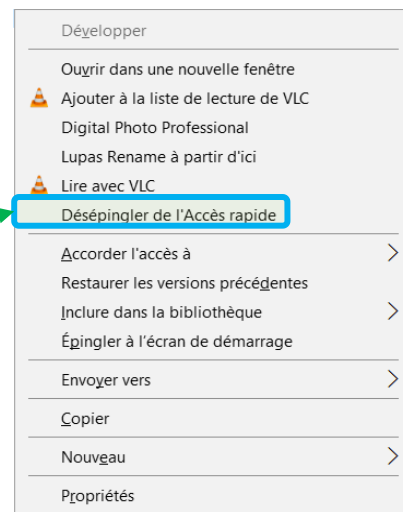 Développer
Ouvrir dans une nouvelle fenêtre
Ajouter à la liste de lecture de VLC
Digital Photo Professional
Lupas Rename à partir d'ici
Lire avec VLC
Désépingler de l'Accès rapide
Accorder l'accès à
Restaurer les versions précédentes
Inclure dans la bibliothèque
Épingler à l'écran de démarrage
Envoyer vers
Copier
Nouveau
Propriétés